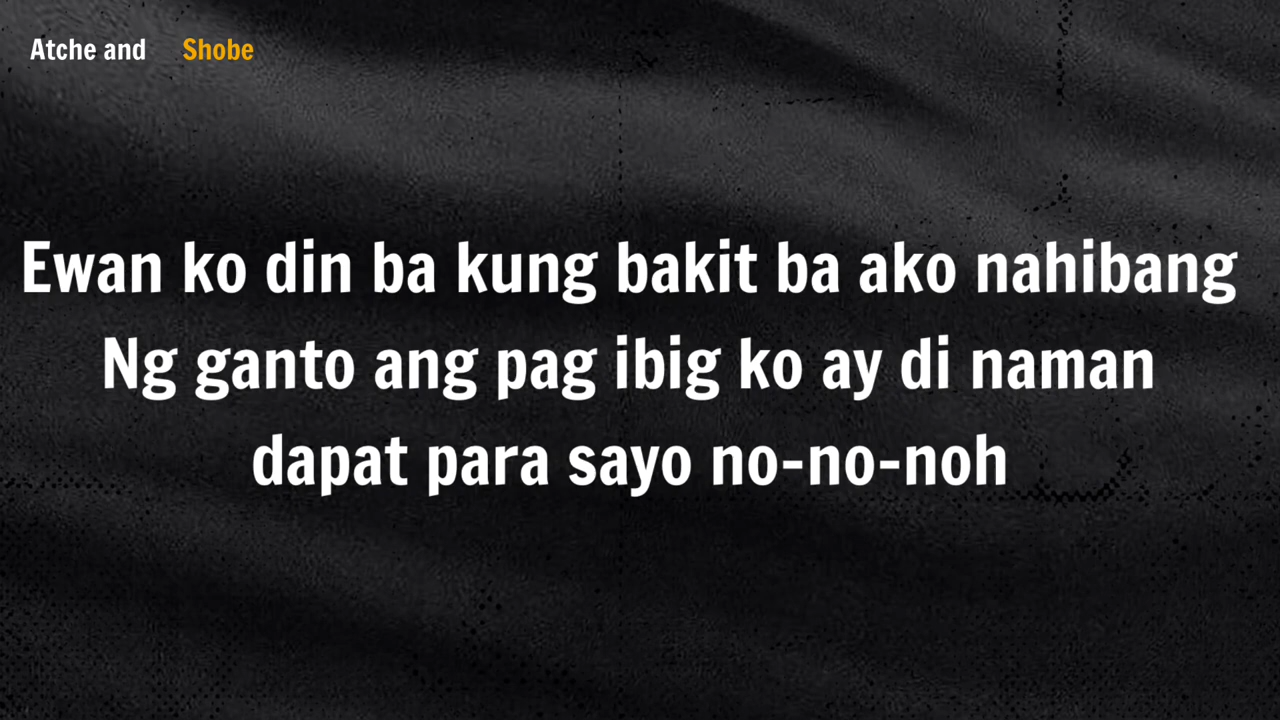 Atche and Shobe
Ewan ko din ba kung bakit ba ako nahibang
Ng ganto ang pag ibig ko ay di naman
dapat para sayo no-no-noh